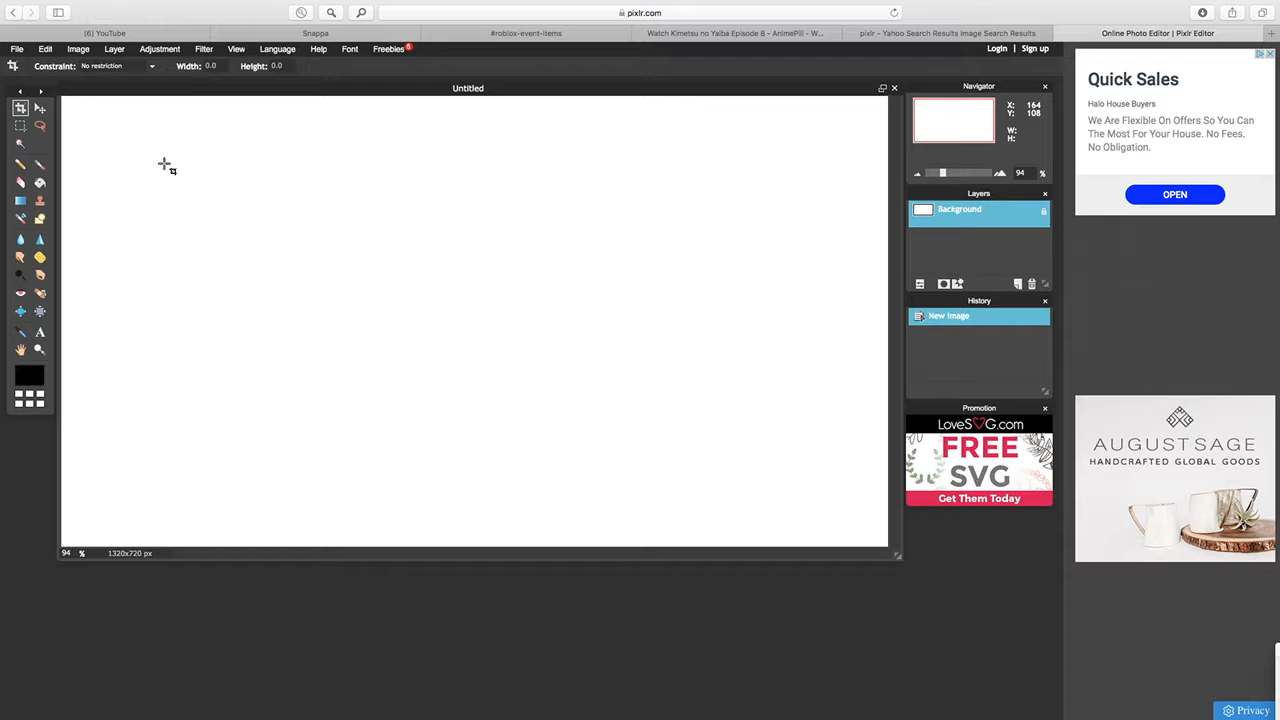 pixlr.com
(6) YouTube
Snappa
#roblox-event-items
Watch Kimetsu no Yaiba Episode 8 - AnimePill - W...
pixlr - Yahoo Search Results Image Search Results
Online Photo Editor | Pixlr Editor
File Edit Image Layer Adjustment Filter View Language Help Font Freebies 5
Login | Sign up
Constraint: No restriction Width: 0.0 Height: 0.0
Untitled
94 % 1320x720 px
Navigator
X: 164
Y: 108
W:
H:
94 %
Layers
Background
History
New Image
Promotion
LoveSVG.com
FREE
SVG
Get Them Today
Quick Sales
Halo House Buyers
We Are Flexible On Offers So You Can
The Most For Your House. No Fees.
No Obligation.
OPEN
AUGUST SAGE
HANDCRAFTED GLOBAL GOODS
Privacy
A